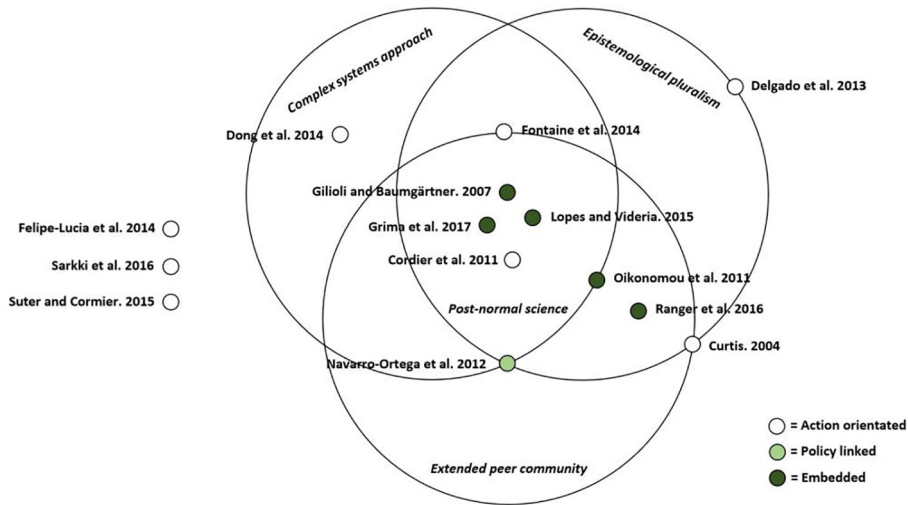 Complex systems approach
Epistemological pluralism
Delgado et al. 2013
Dong et al. 2014
Fontaine et al. 2014
Gilioli and Baumgärtner. 2007
Lopes and Videria. 2015
Grima et al. 2017
Felipe-Lucia et al. 2014
Cordier et al. 2011
Sarkki et al. 2016
Oikonomou et al. 2011
Suter and Cormier. 2015
Post-normal science
Ranger et al. 2016
Curtis. 2004
Navarro-Ortega et al. 2012
= Action orientated
= Policy linked
Extended peer community
= Embedded